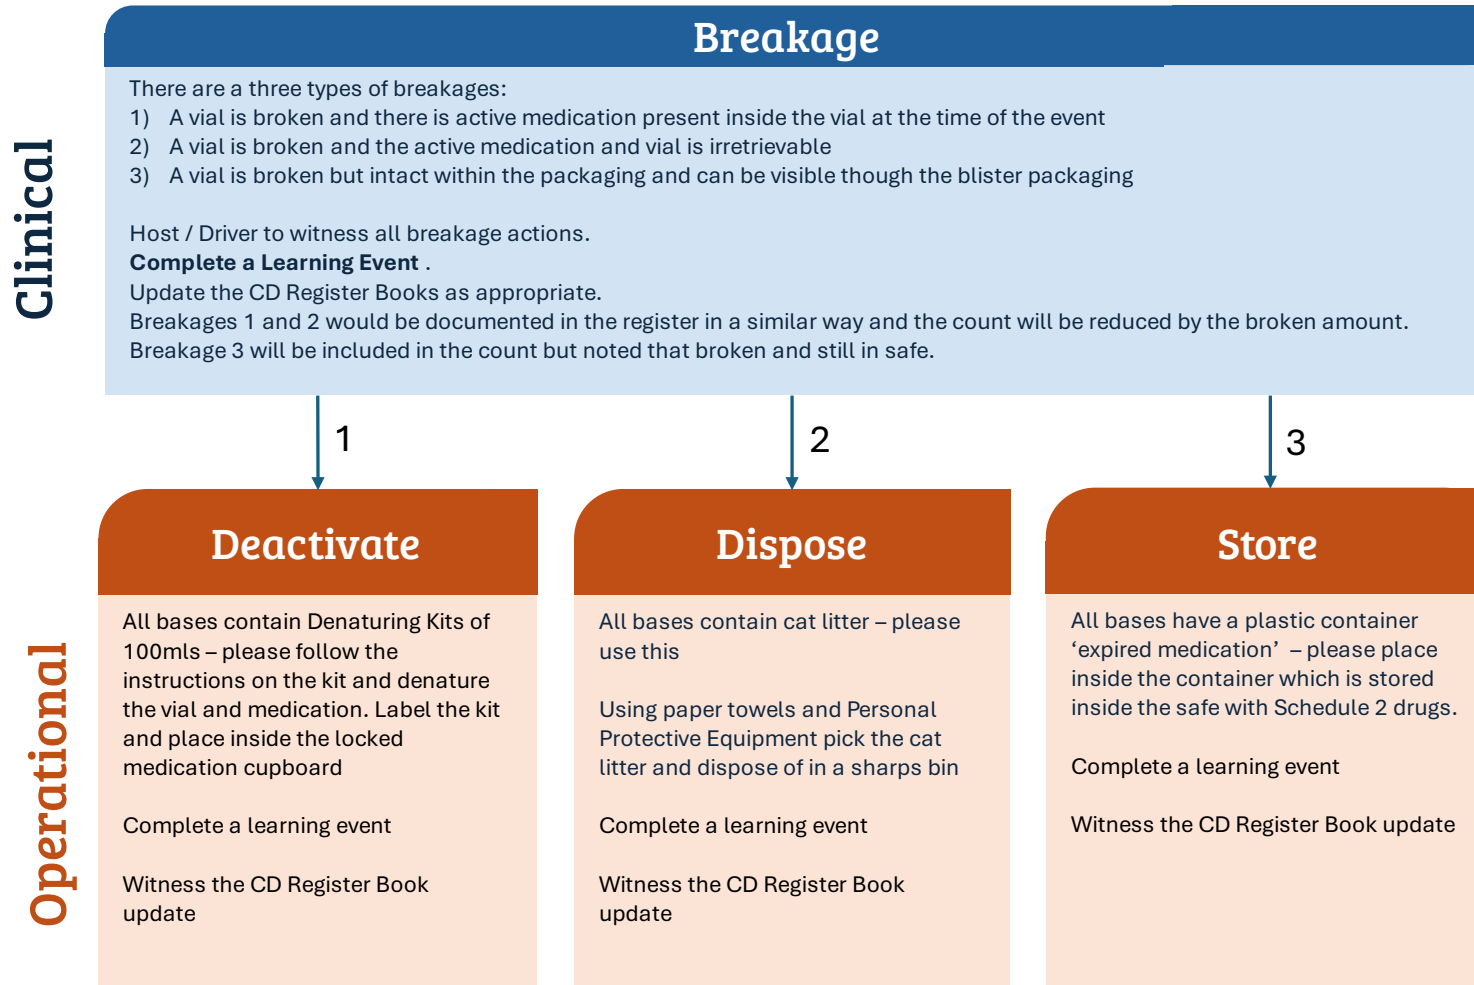 Breakage
Clinical
There are a three types of breakages:
1) A vial is broken and there is active medication present inside the vial at the time of the event
2) A vial is broken and the active medication and vial is irretrievable
3) A vial is broken but intact within the packaging and can be visible though the blister packaging
Host / Driver to witness all breakage actions.
Complete a Learning Event .
Update the CD Register Books as appropriate.
Breakages 1 and 2 would be documented in the register in a similar way and the count will be reduced by the broken amount.
Breakage 3 will be included in the count but noted that broken and still in safe.
1
2
3
Operational
Deactivate
All bases contain Denaturing Kits of
100mls – please follow the
instructions on the kit and denature
the vial and medication. Label the kit
and place inside the locked
medication cupboard
Complete a learning event
Witness the CD Register Book
update
Dispose
All bases contain cat litter – please
use this
Using paper towels and Personal
Protective Equipment pick the cat
litter and dispose of in a sharps bin
Complete a learning event
Witness the CD Register Book
update
Store
All bases have a plastic container
‘expired medication’ – please place
inside the container which is stored
inside the safe with Schedule 2 drugs.
Complete a learning event
Witness the CD Register Book update